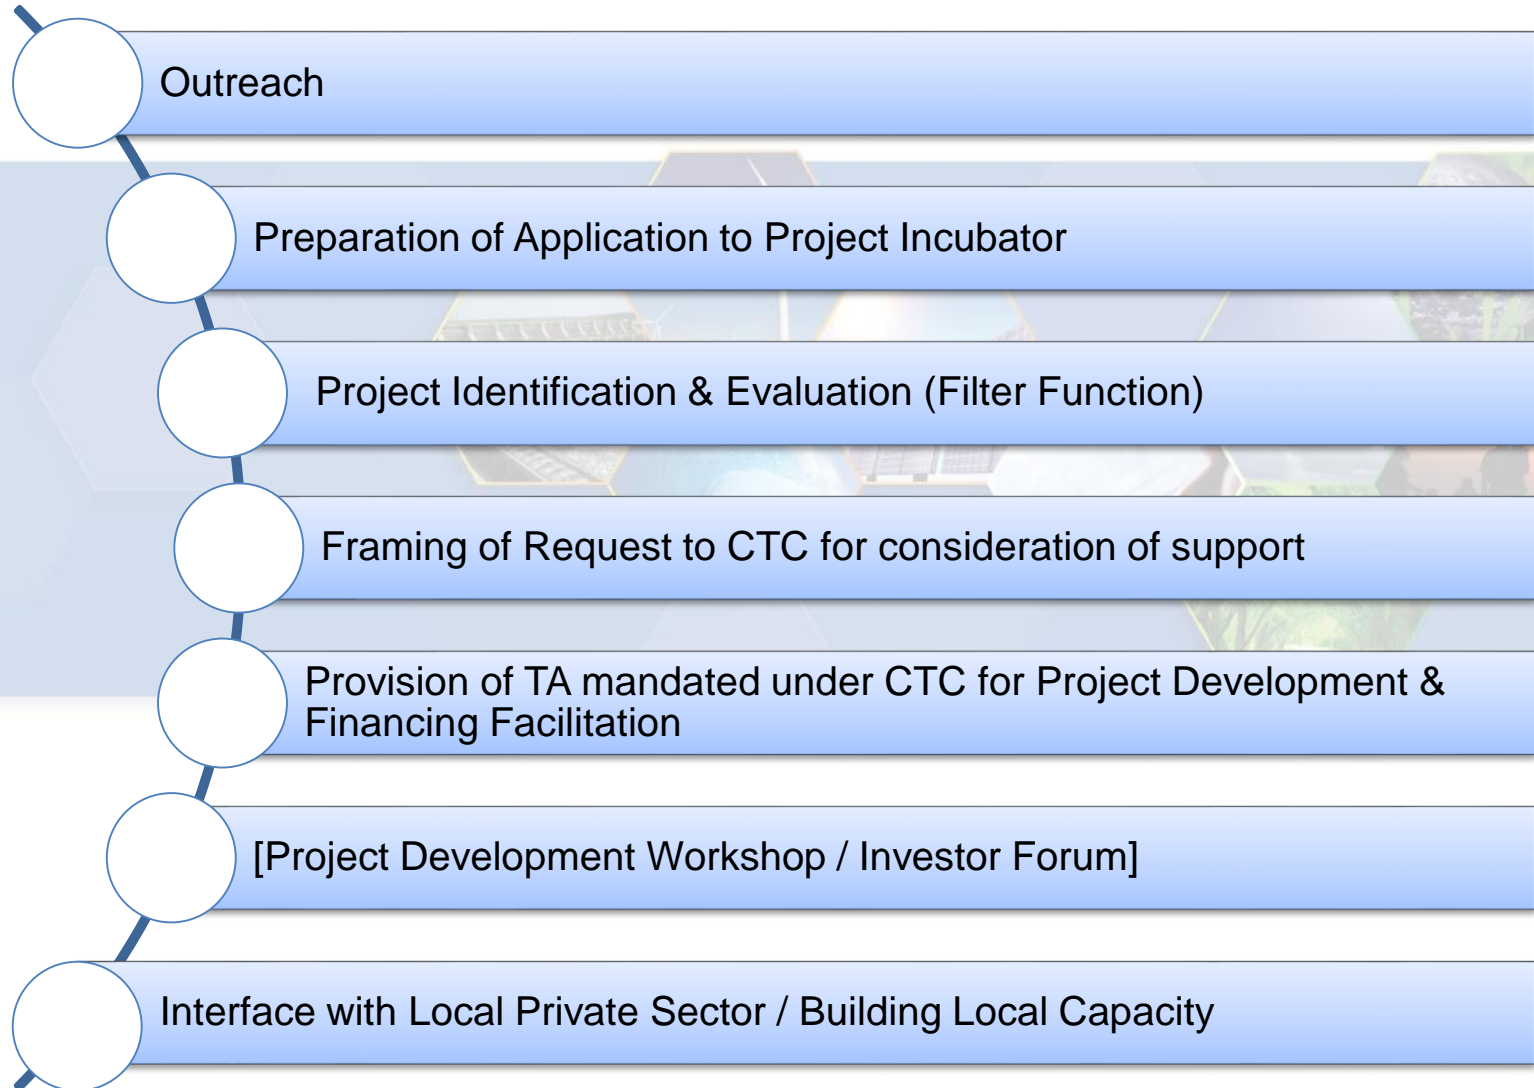 Outreach
Preparation of Application to Project Incubator
Project Identification & Evaluation (Filter Function)
Framing of Request to CTC for consideration of support
Provision of TA mandated under CTC for Project Development &
Financing Facilitation
[Project Development Workshop / Investor Forum]
Interface with Local Private Sector / Building Local Capacity